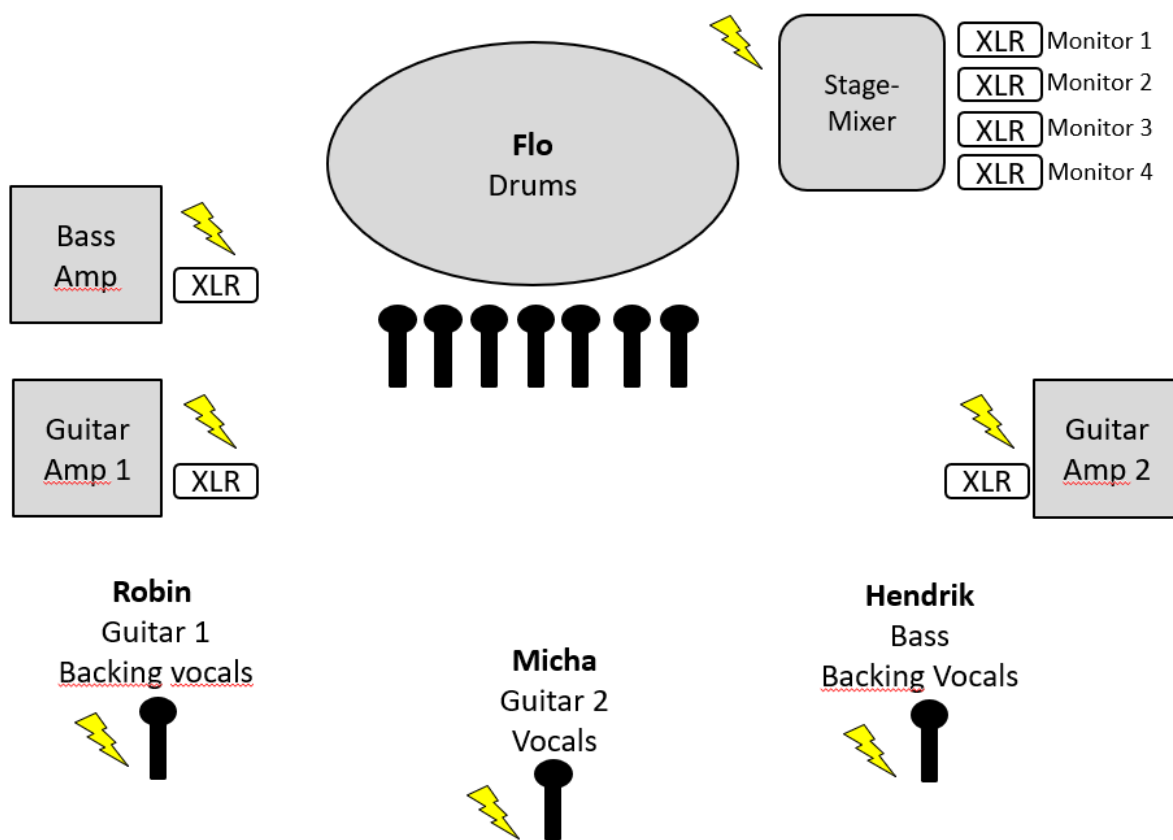 Stage-
Mixer
XLR Monitor 1
XLR Monitor 2
XLR Monitor 3
XLR Monitor 4
Flo
Drums
Bass
Amp
XLR
Guitar
Amp 1
XLR
XLR
Guitar
Amp 2
Robin
Guitar 1
Backing vocals
Micha
Guitar 2
Vocals
Hendrik
Bass
Backing Vocals